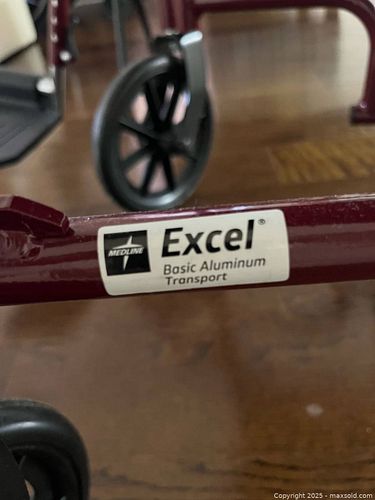 MEDLINE
Excel®
Basic Aluminum
Transport
Copyright 2025 - maxsold.com